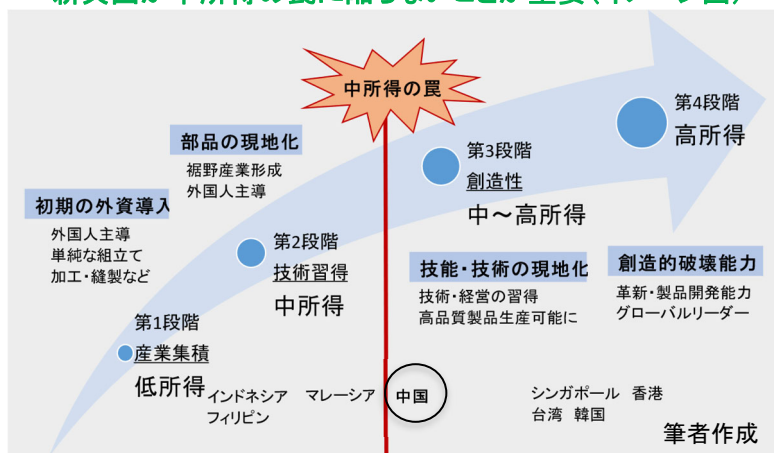 中所得の罠
第4段階
高所得
第3段階
創造性
中～高所得
部品の現地化
裾野産業形成
外国人主導
初期の外資導入
外国人主導
単純な組立て
加工・縫製など
第2段階
技術習得
中所得
技能・技術の現地化
技術・経営の習得
高品質製品生産可能に
創造的破壊能力
革新・製品開発能力
グローバルリーダー
第1段階
産業集積
低所得
インドネシア マレーシア 中国
フィリピン
シンガポール 香港
台湾 韓国
筆者作成